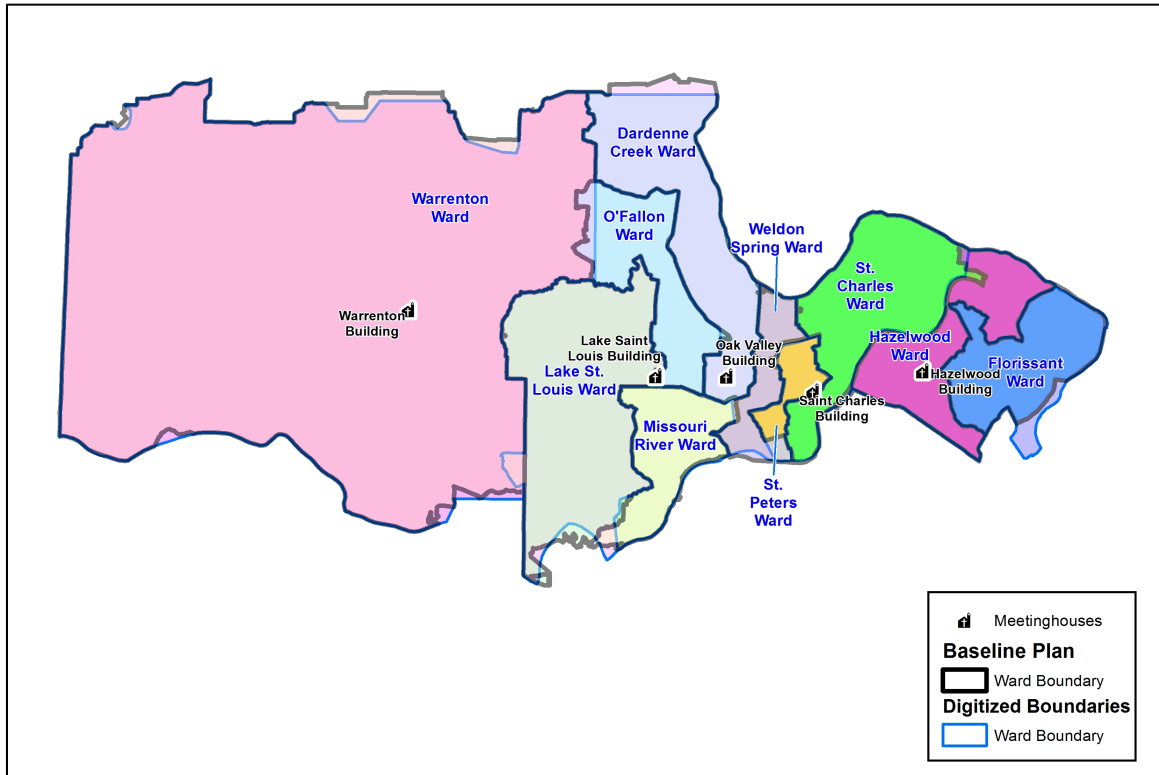 Dardenne
Creek Ward
Warrenton
Ward
O'Fallon
Ward
Weldon
Spring Ward
St.
Charles
Ward
Warrenton
Building
Lake Saint
Louis Building
Lake St.
Louis Ward
Oak Valley
Building
Hazelwood
Ward
Hazelwood
Building
Florissant
Ward
Saint Charles
Building
Missouri
River Ward
St.
Peters
Ward
Meetinghouses
Baseline Plan
Ward Boundary
Digitized Boundaries
Ward Boundary